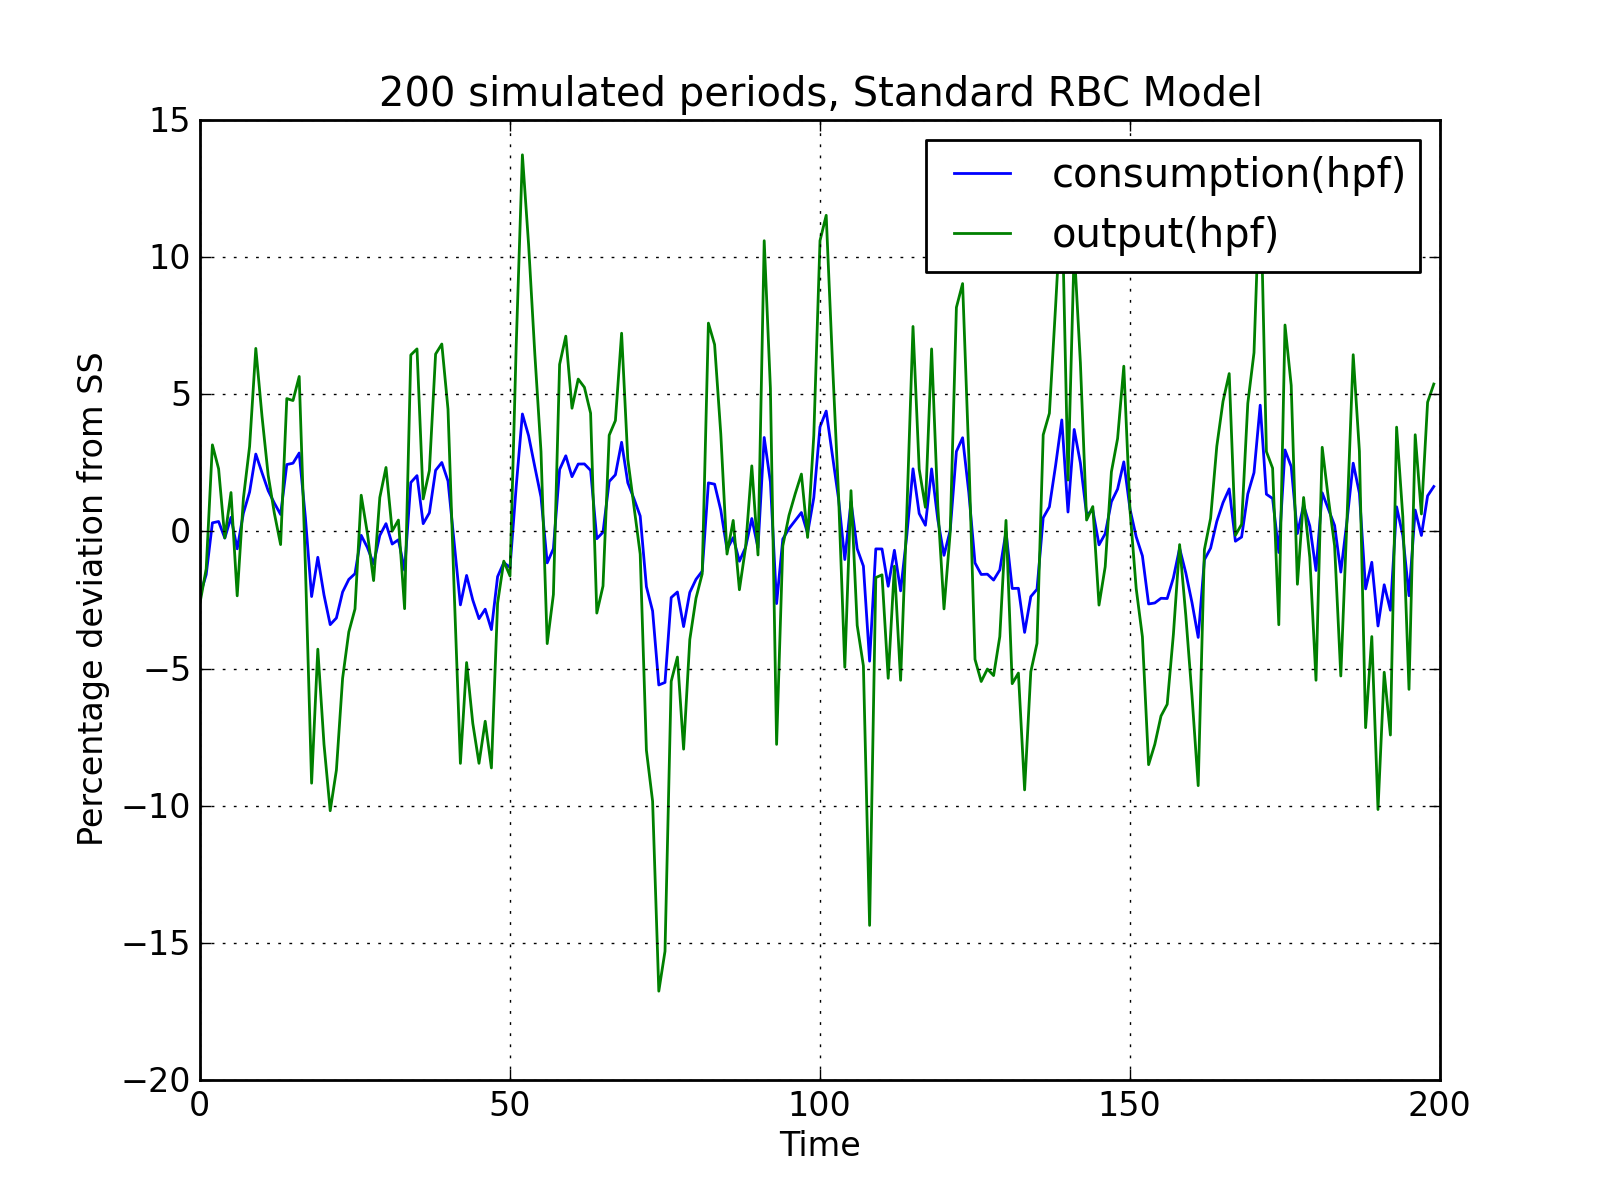 200 simulated periods, Standard RBC Model
consumption(hpf)
output(hpf)
Percentage deviation from SS
15
10
5
0
−5
−10
−15
−20
0 50 100 150 200
Time